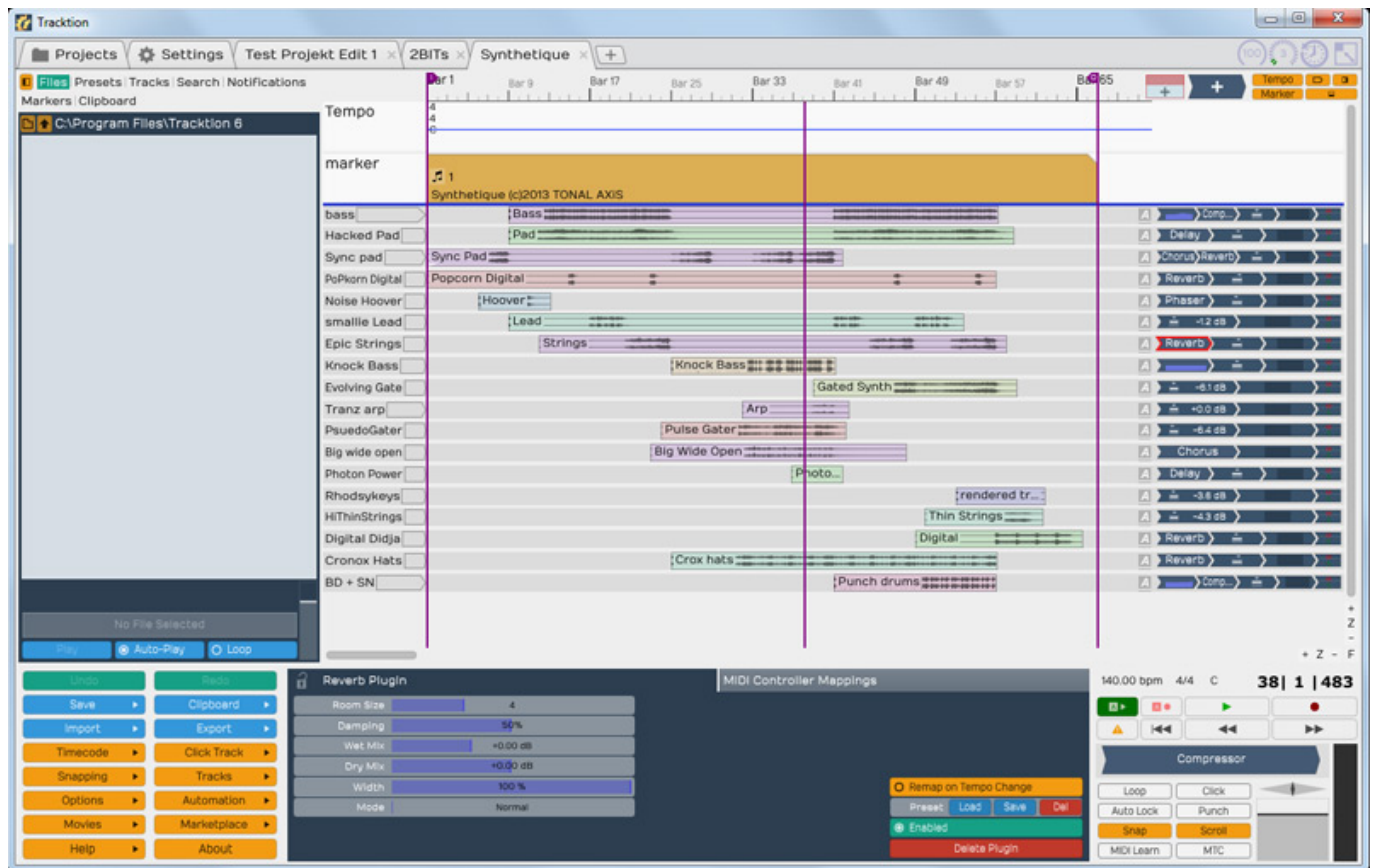 Tracktion
Projects Settings Test Projekt Edit 1 × 2BITs × Synthetique × +
100 3
Files Presets Tracks Search Notifications
Markers Clipboard
C:\Program Files\Tracktion 6
Bar 1 Bar 9 Bar 17 Bar 25 Bar 33 Bar 41 Bar 49 Bar 57 Bar 65
+ + Tempo
Marker
Tempo
4
4
C
marker
1
Synthetique (c)2013 TONAL AXIS
bass Bass A Comp...
Hacked Pad Pad A Delay
Sync pad Sync Pad A Chorus Reverb
PoPkorn Digital Popcorn Digital A Reverb
Noise Hoover Hoover A Phaser
smallie Lead Lead A -1.2 dB
Epic Strings Strings A Reverb
Knock Bass Knock Bass A
Evolving Gate Gated Synth A -6.1 dB
Tranz arp Arp A +0.0 dB
PsuedoGater Pulse Gater A -6.4 dB
Big wide open Big Wide Open A Chorus
Photon Power Photo... A Delay
Rhodsykeys rendered tr... A -3.6 dB
HiThinStrings Thin Strings A -4.3 dB
Digital Didja Digital A Reverb
Cronox Hats Crox hats A Reverb
BD + SN Punch drums A Comp...
No File Selected
Play Auto-Play Loop
+
Z
-
+ Z - F
Undo Redo
Save Clipboard
Import Export
Timecode Click Track
Snapping Tracks
Options Automation
Movies Marketplace
Help About
Reverb Plugin MIDI Controller Mappings
Room Size 4
Damping 50%
Wet Mix +0.00 dB
Dry Mix +0.00 dB
Width 100 %
Mode Normal
Remap on Tempo Change
Preset Load Save Del
Enabled
Delete Plugin
140.00 bpm 4/4 C 38| 1 |483
Compressor
Loop Click
Auto Lock Punch
Snap Scroll
MIDI Learn MTC